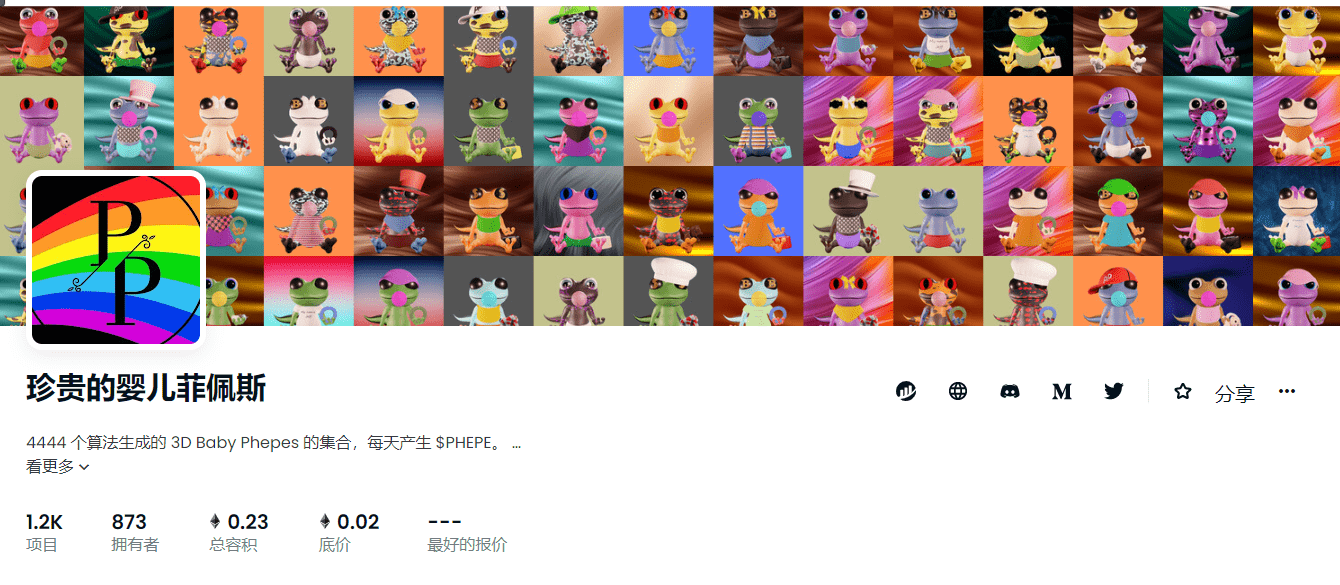 PP
珍贵的婴儿菲佩斯
分享
4444 个算法生成的 3D Baby Phepes 的集合，每天产生 $PHEPE。 ...
看更多
1.2K 873 0.23 0.02 ---
项目 拥有者 总容积 底价 最好的报价